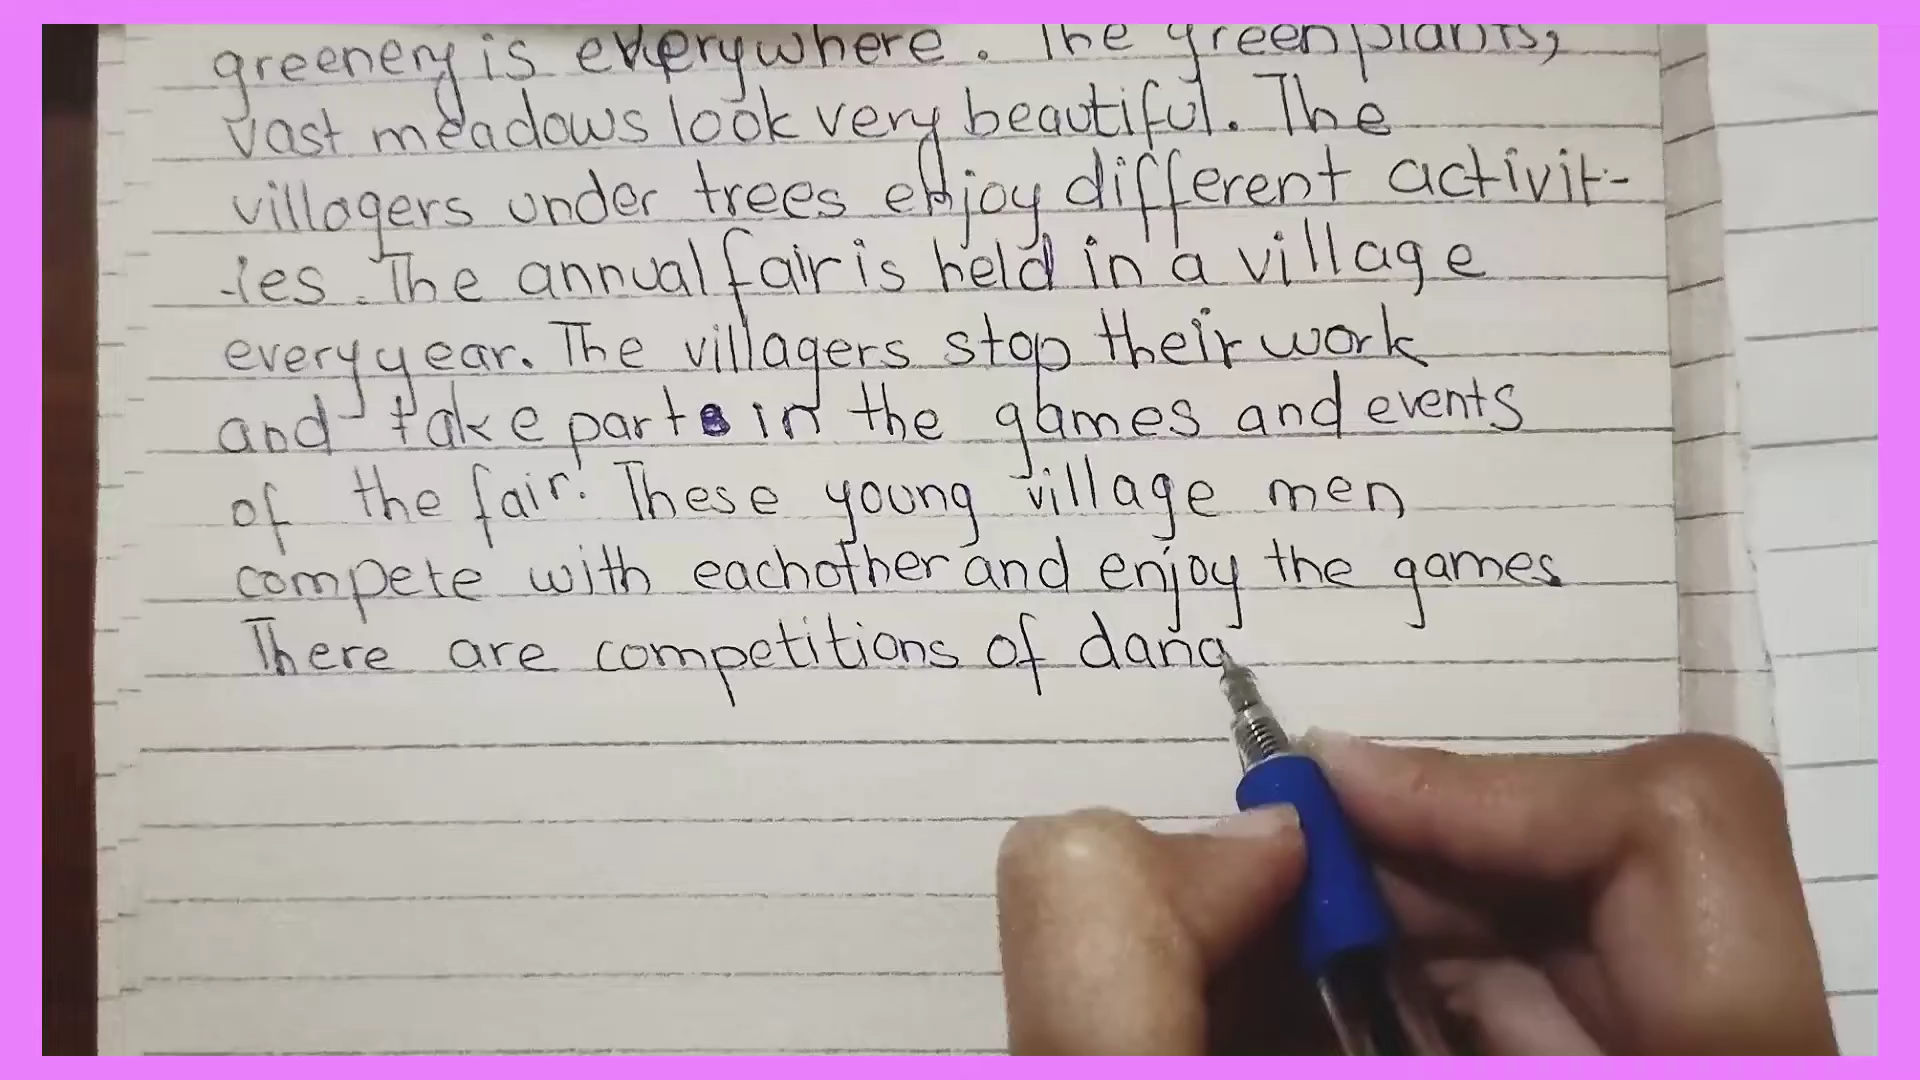 greenery is everywhere. The green plants,
vast meadows look very beautiful. The
villagers under trees enjoy different activit-
-ies. The annual fair is held in a village
every year. The villagers stop their work
and take part in the games and events
of the fair. These young village men
compete with eachother and enjoy the games
There are competitions of danc